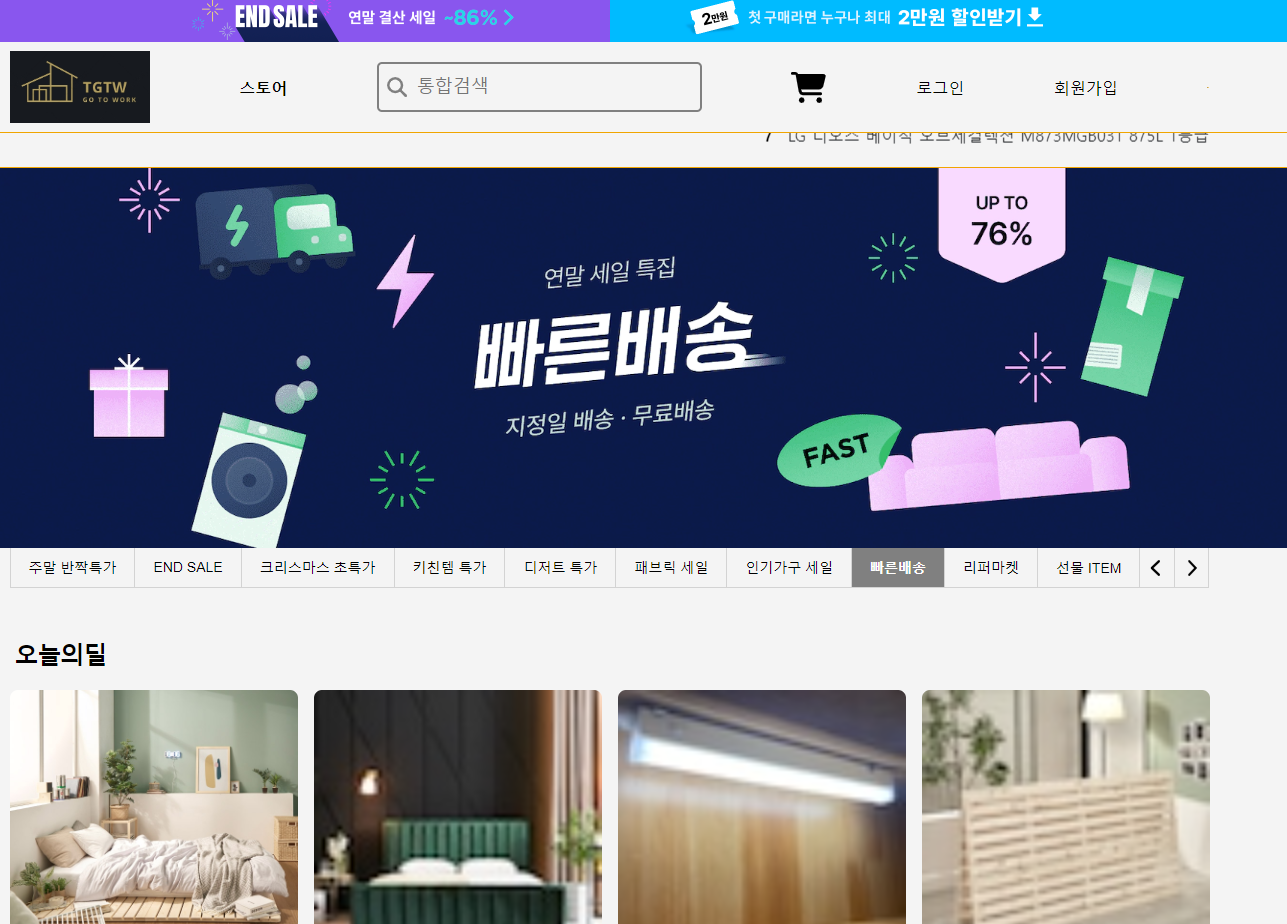 END SALE 연말 결산 세일 ~86%
2만원 첫 구매라면 누구나 최대 2만원 할인받기
TGTW
GO TO WORK
스토어
통합검색
로그인
회원가입
7 LG 디오스 베이직 오브제컬렉션 M873MGB031 875L 1등급
UP TO
76%
연말 세일 특집
빠른배송
지정일 배송 · 무료배송
FAST
주말 반짝특가
END SALE
크리스마스 초특가
키친템 특가
디저트 특가
패브릭 세일
인기가구 세일
빠른배송
리퍼마켓
선물 ITEM
오늘의딜